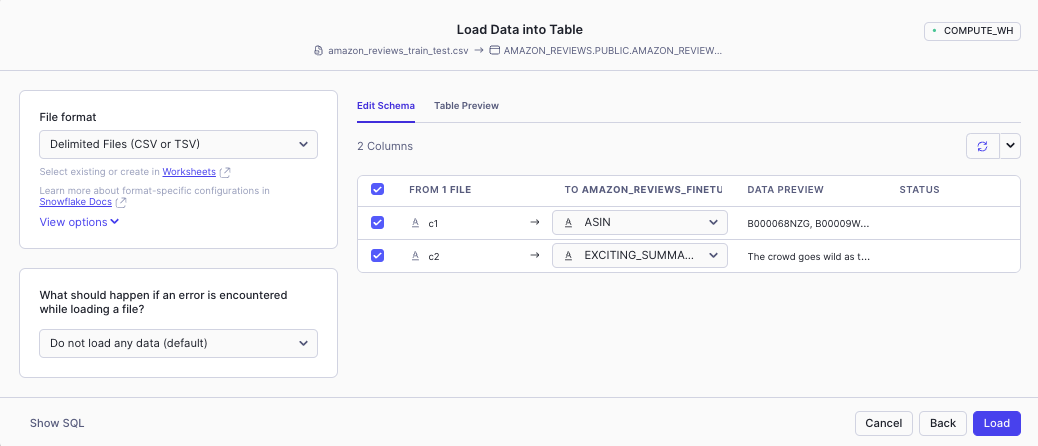 Load Data into Table
amazon_reviews_train_test.csv → AMAZON_REVIEWS.PUBLIC.AMAZON_REVIEW...
COMPUTE_WH
File format
Delimited Files (CSV or TSV)
Select existing or create in Worksheets
Learn more about format-specific configurations in
Snowflake Docs
View options
What should happen if an error is encountered
while loading a file?
Do not load any data (default)
Edit Schema Table Preview
2 Columns
FROM 1 FILE TO AMAZON_REVIEWS_FINETU DATA PREVIEW STATUS
A c1 → A ASIN B000068NZG, B00009W...
A c2 → A EXCITING_SUMMA... The crowd goes wild as t...
Show SQL
Cancel Back Load